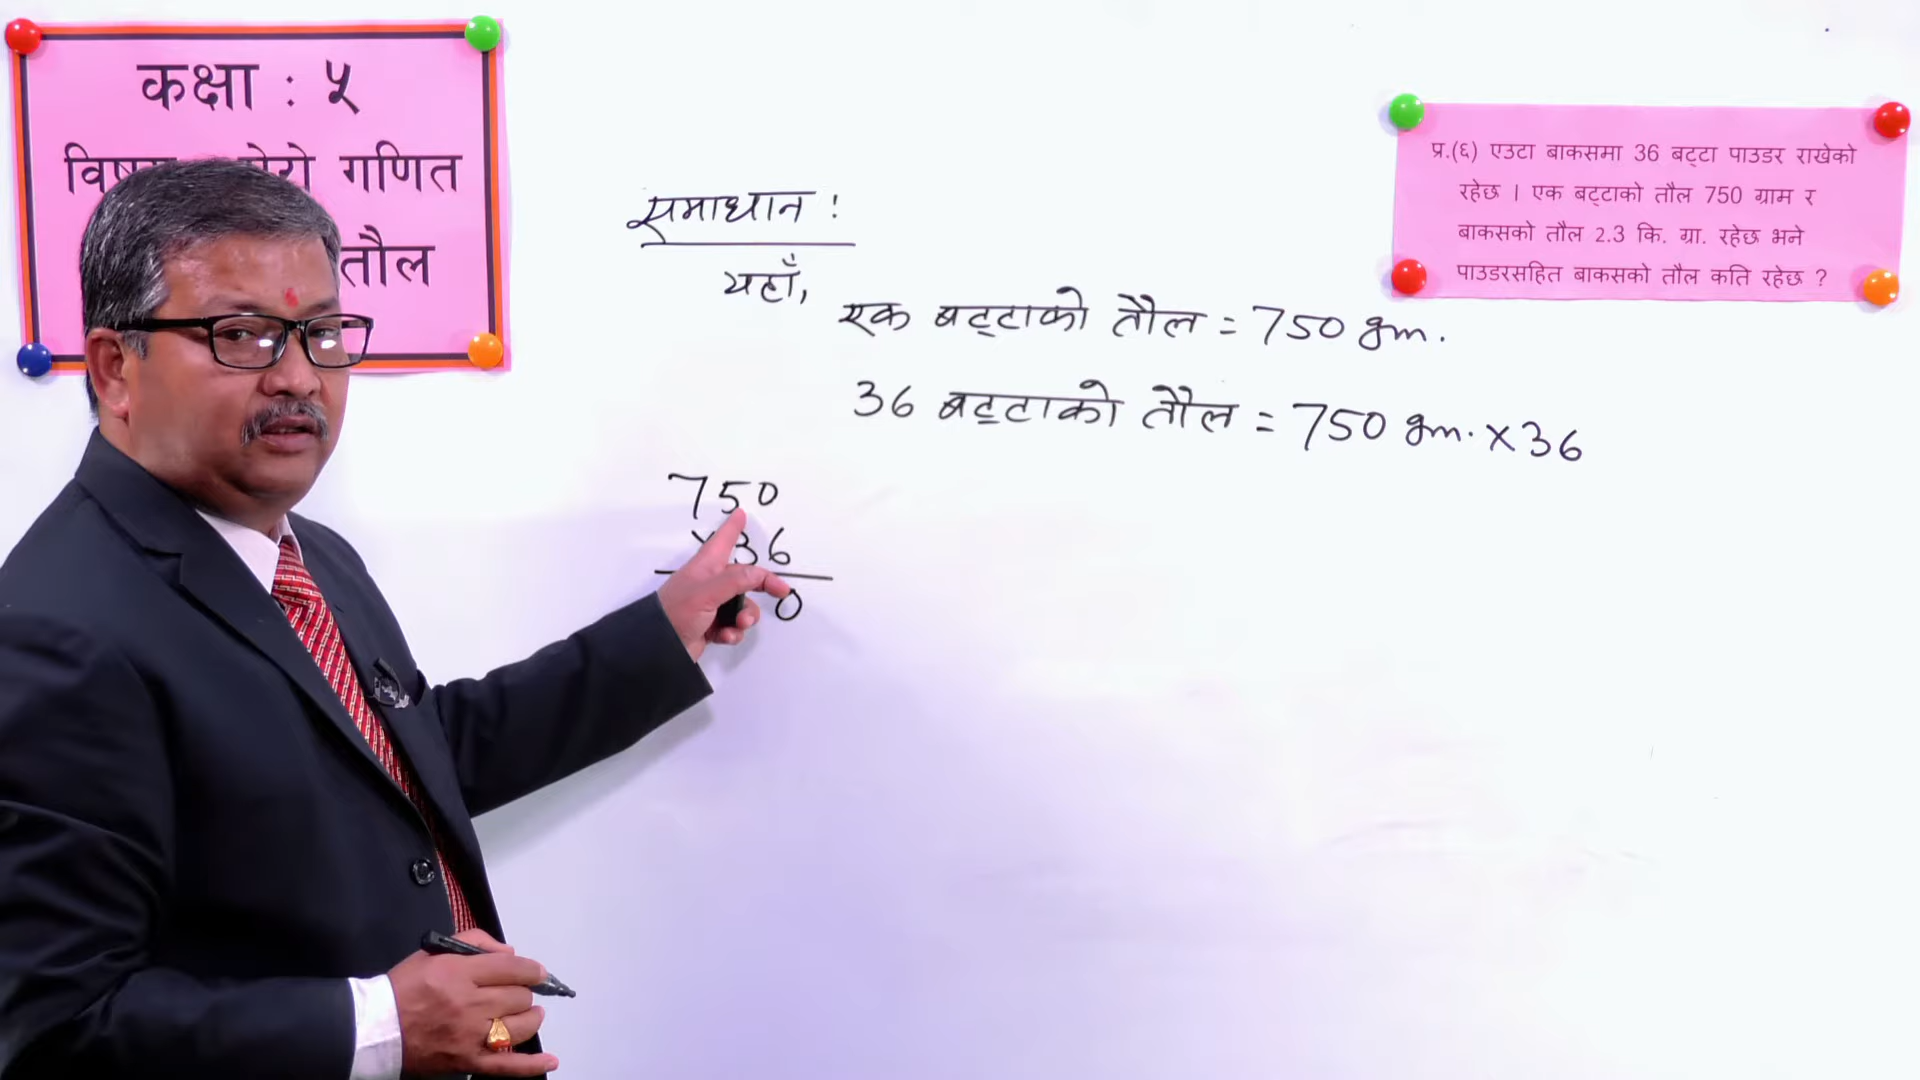 कक्षा : ५
गणित
तौल
प्र.(६) एउटा बाकसमा 36 बट्टा पाउडर राखेको
रहेछ । एक बट्टाको तौल 750 ग्राम र
बाकसको तौल 2.3 कि. ग्रा. रहेछ भने
पाउडरसहित बाकसको तौल कति रहेछ ?
समाधान :
यहाँ,
एक बट्टाको तौल = 750 gm.
36 बट्टाको तौल = 750 gm. × 36
750
× 36
0